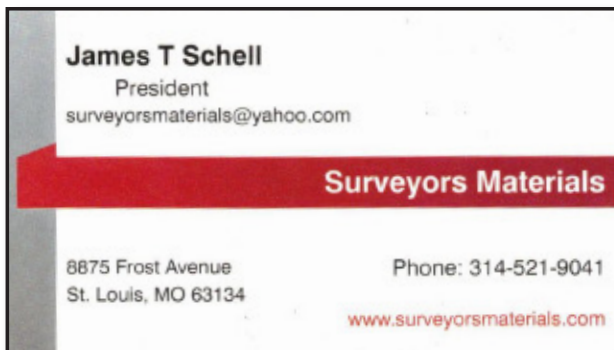 James T Schell
President
surveyorsmaterials@yahoo.com
Surveyors Materials
8875 Frost Avenue
St. Louis, MO 63134
Phone: 314-521-9041
www.surveyorsmaterials.com